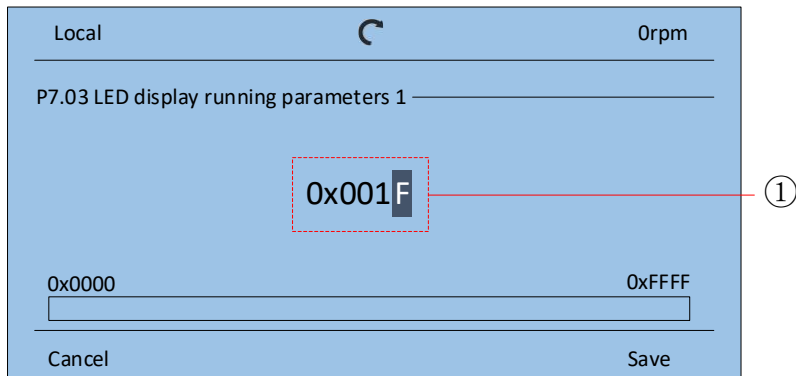 Local 0rpm
P7.03 LED display running parameters 1
0x001F
①
0x0000 0xFFFF
Cancel Save